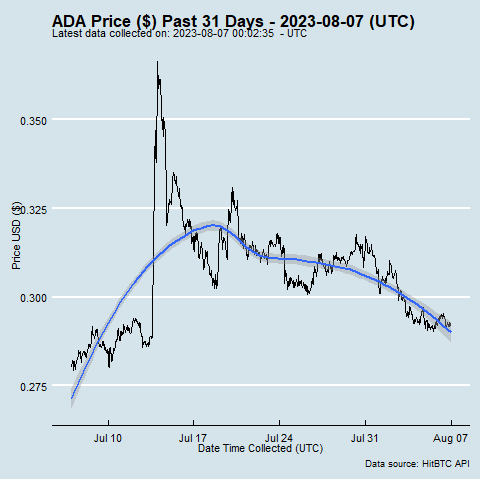 ADA Price ($) Past 31 Days - 2023-08-07 (UTC)
Latest data collected on: 2023-08-07 00:02:35 - UTC
Price USD ($)
0.350
0.325
0.300
0.275
Jul 10
Jul 17
Jul 24
Jul 31
Aug 07
Date Time Collected (UTC)
Data source: HitBTC API